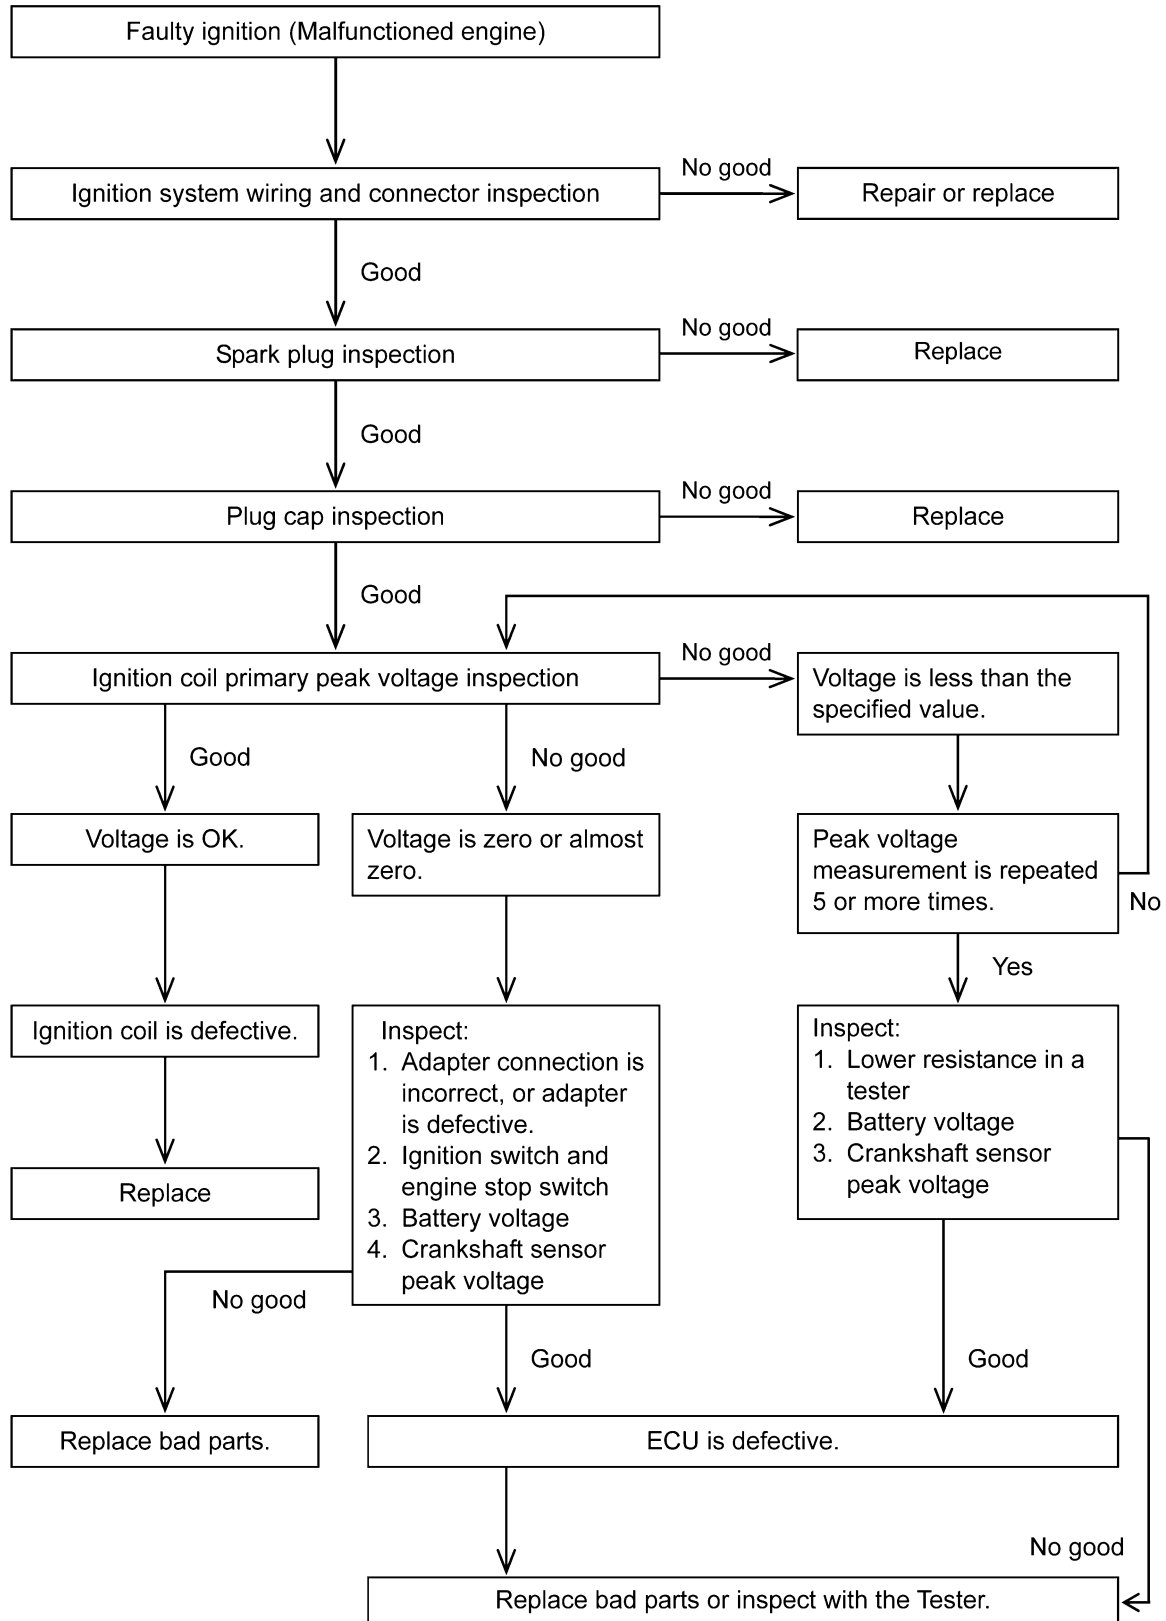 Faulty ignition (Malfunctioned engine)
No good
Ignition system wiring and connector inspection
Repair or replace
Good
No good
Spark plug inspection
Replace
Good
No good
Plug cap inspection
Replace
Good
No good
Ignition coil primary peak voltage inspection
Voltage is less than the
specified value.
Good
No good
Voltage is OK.
Voltage is zero or almost
zero.
Peak voltage
measurement is repeated
5 or more times.
No
Yes
Ignition coil is defective.
Inspect:
1. Adapter connection is
incorrect, or adapter
is defective.
2. Ignition switch and
engine stop switch
3. Battery voltage
4. Crankshaft sensor
peak voltage
Inspect:
1. Lower resistance in a
tester
2. Battery voltage
3. Crankshaft sensor
peak voltage
Replace
No good
Good
Good
Replace bad parts.
ECU is defective.
No good
Replace bad parts or inspect with the Tester.